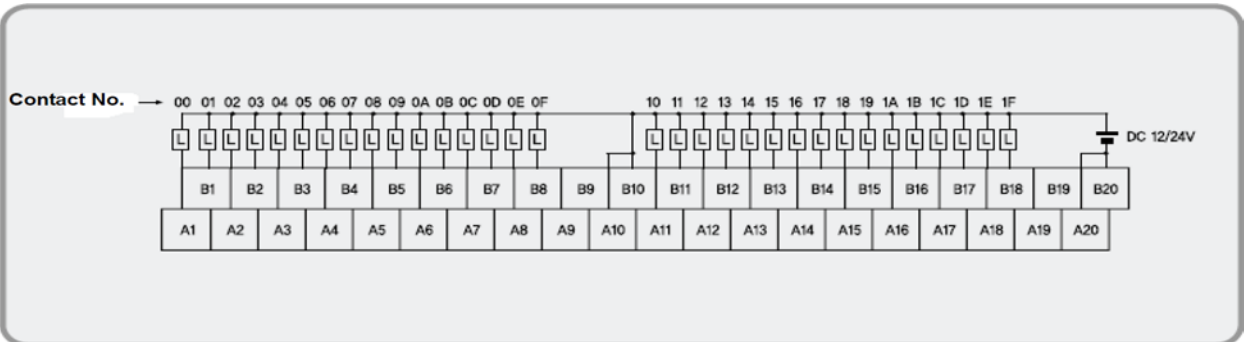 Contact No. 00 01 02 03 04 05 06 07 08 09 0A 0B 0C 0D 0E 0F 10 11 12 13 14 15 16 17 18 19 1A 1B 1C 1D 1E 1F
L L L L L L L L L L L L L L L L L L L L L L L L L L L L L L L L DC 12/24V
B1 B2 B3 B4 B5 B6 B7 B8 B9 B10 B11 B12 B13 B14 B15 B16 B17 B18 B19 B20
A1 A2 A3 A4 A5 A6 A7 A8 A9 A10 A11 A12 A13 A14 A15 A16 A17 A18 A19 A20